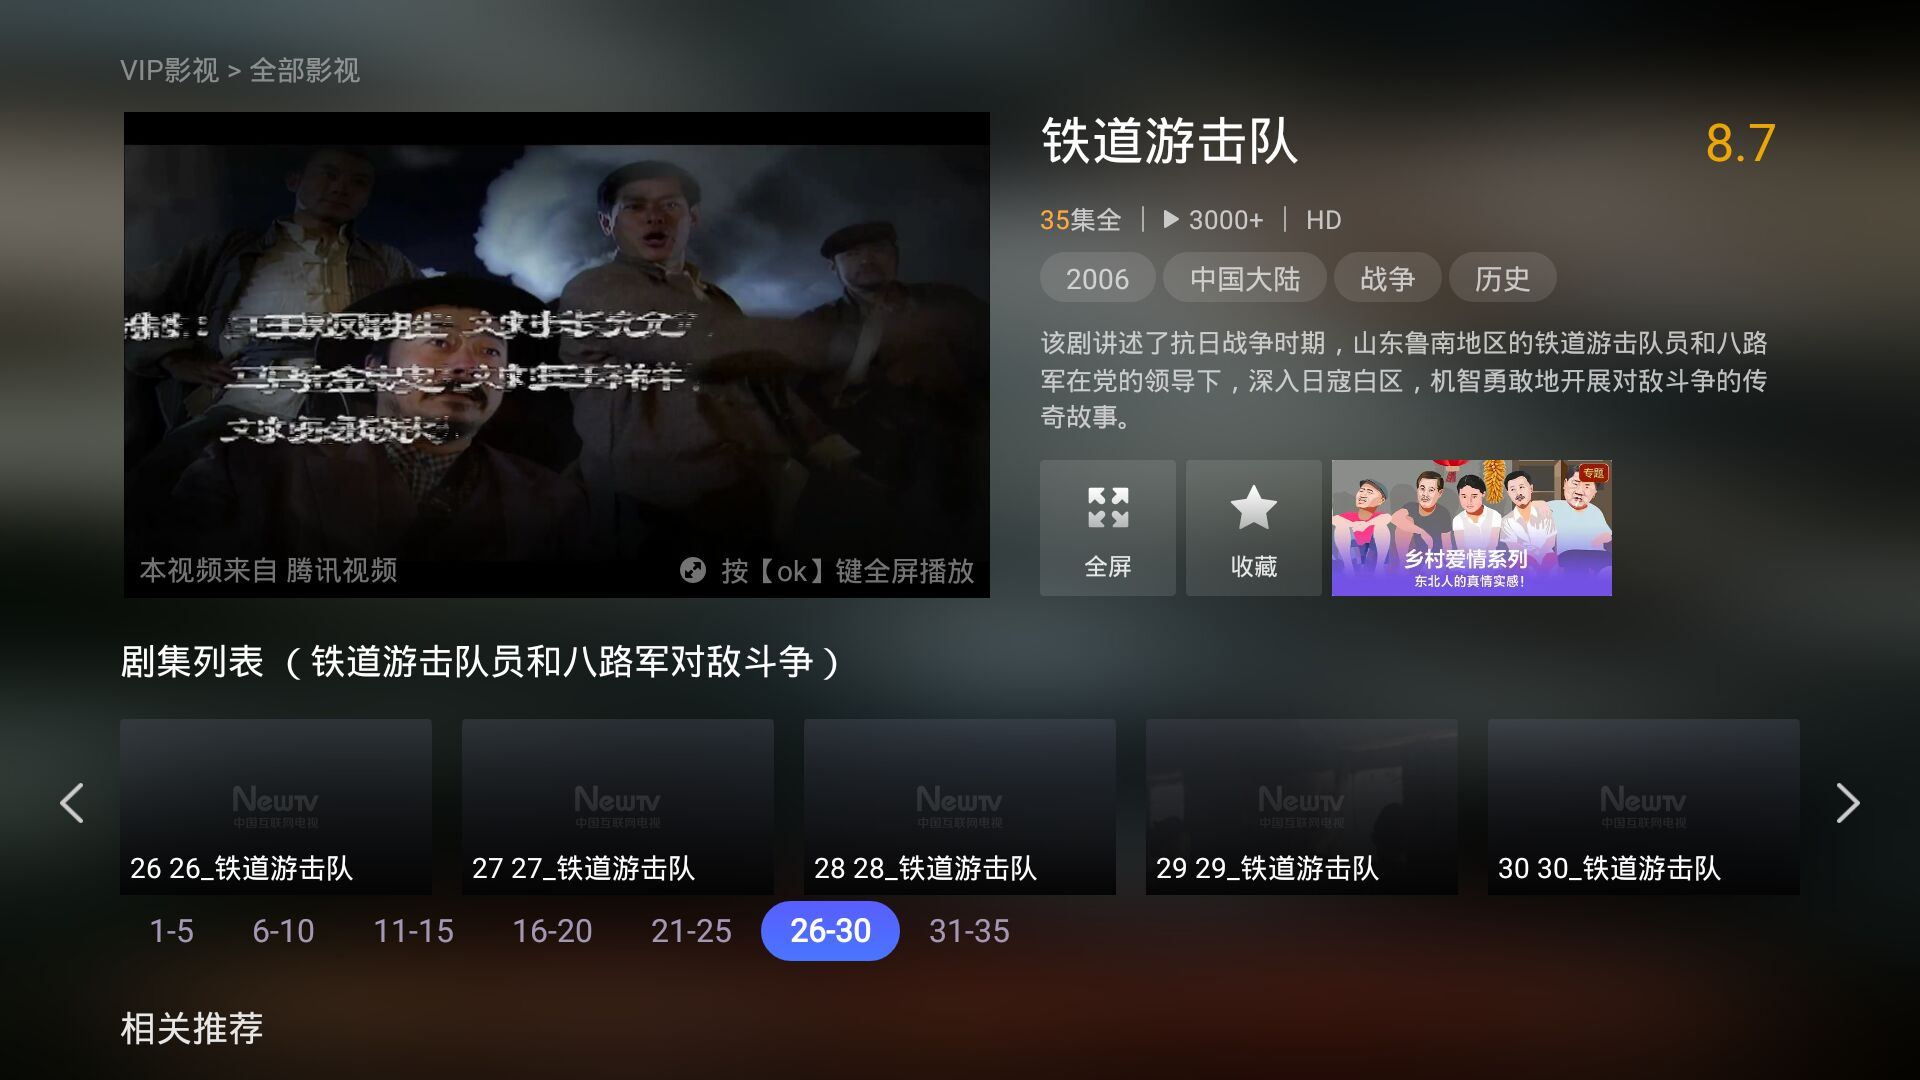 VIP影视 > 全部影视
本视频来自 腾讯视频
按【ok】键全屏播放
铁道游击队
8.7
35集全 | 3000+ | HD
2006 中国大陆 战争 历史
该剧讲述了抗日战争时期，山东鲁南地区的铁道游击队员和八路
军在党的领导下，深入日寇白区，机智勇敢地开展对敌斗争的传
奇故事。
全屏
收藏
专题
乡村爱情系列
东北人的真情实感！
剧集列表 （铁道游击队员和八路军对敌斗争）
NewTV
中国互联网电视
26 26_铁道游击队
NewTV
中国互联网电视
27 27_铁道游击队
NewTV
中国互联网电视
28 28_铁道游击队
NewTV
中国互联网电视
29 29_铁道游击队
NewTV
中国互联网电视
30 30_铁道游击队
1-5 6-10 11-15 16-20 21-25 26-30 31-35
相关推荐